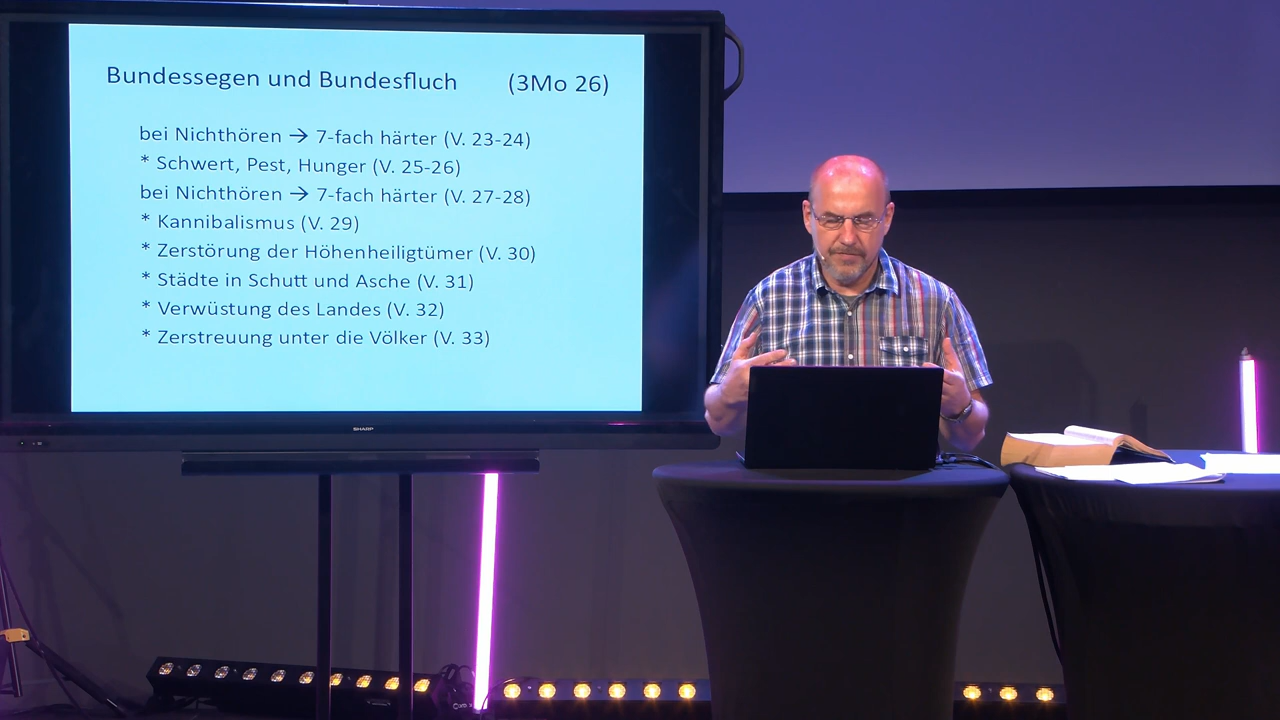 Bundessegen und Bundesfluch (3Mo 26)
bei Nichthören → 7-fach härter (V. 23-24)
* Schwert, Pest, Hunger (V. 25-26)
bei Nichthören → 7-fach härter (V. 27-28)
* Kannibalismus (V. 29)
* Zerstörung der Höhenheiligtümer (V. 30)
* Städte in Schutt und Asche (V. 31)
* Verwüstung des Landes (V. 32)
* Zerstreuung unter die Völker (V. 33)
SHARP